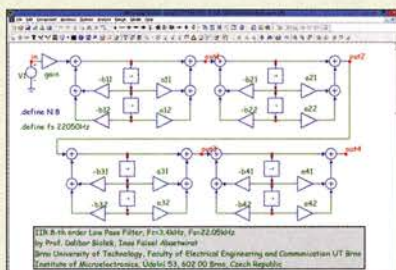 in
gain
V1
out1
out2
-b11
a11
-b12
a12
-b21
a21
-b22
a22
.define N 8
.define fs 22050Hz
out3
out4
-b31
a31
-b32
a32
-b41
a41
-b42
a42
IIR 8-th order Low Pass Filter, Fc=3.4kHz, Fs=22.05kHz
by Prof. Dalibor Biolek, Inas Faisel Abuetwirat
Brno University of Technology, Faculty of Electrical Engineering and Communication UT Brno
Institute of Microelectronics, Udolni 53, 602 00 Brno, Czech Republic